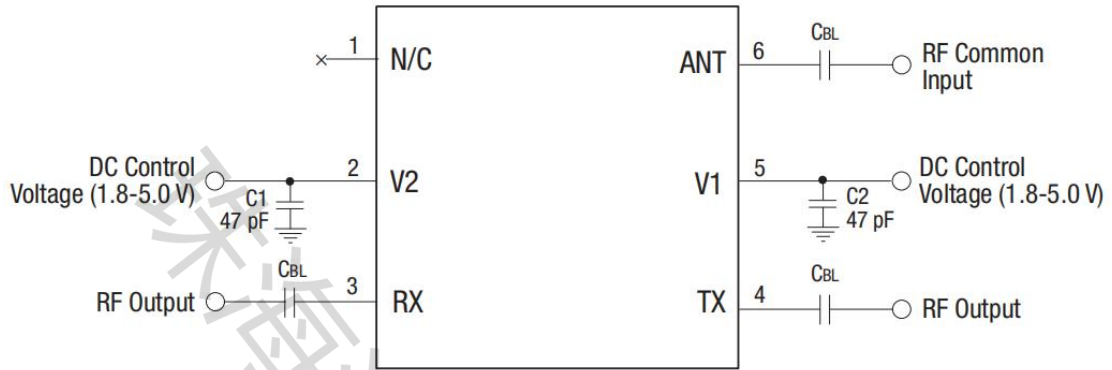 1
N/C
ANT
6
CBL
RF Common
Input
DC Control
Voltage (1.8-5.0 V)
2
V2
C1
47 pF
V1
5
C2
47 pF
DC Control
Voltage (1.8-5.0 V)
RF Output
CBL
3
RX
TX
4
CBL
RF Output
珠海